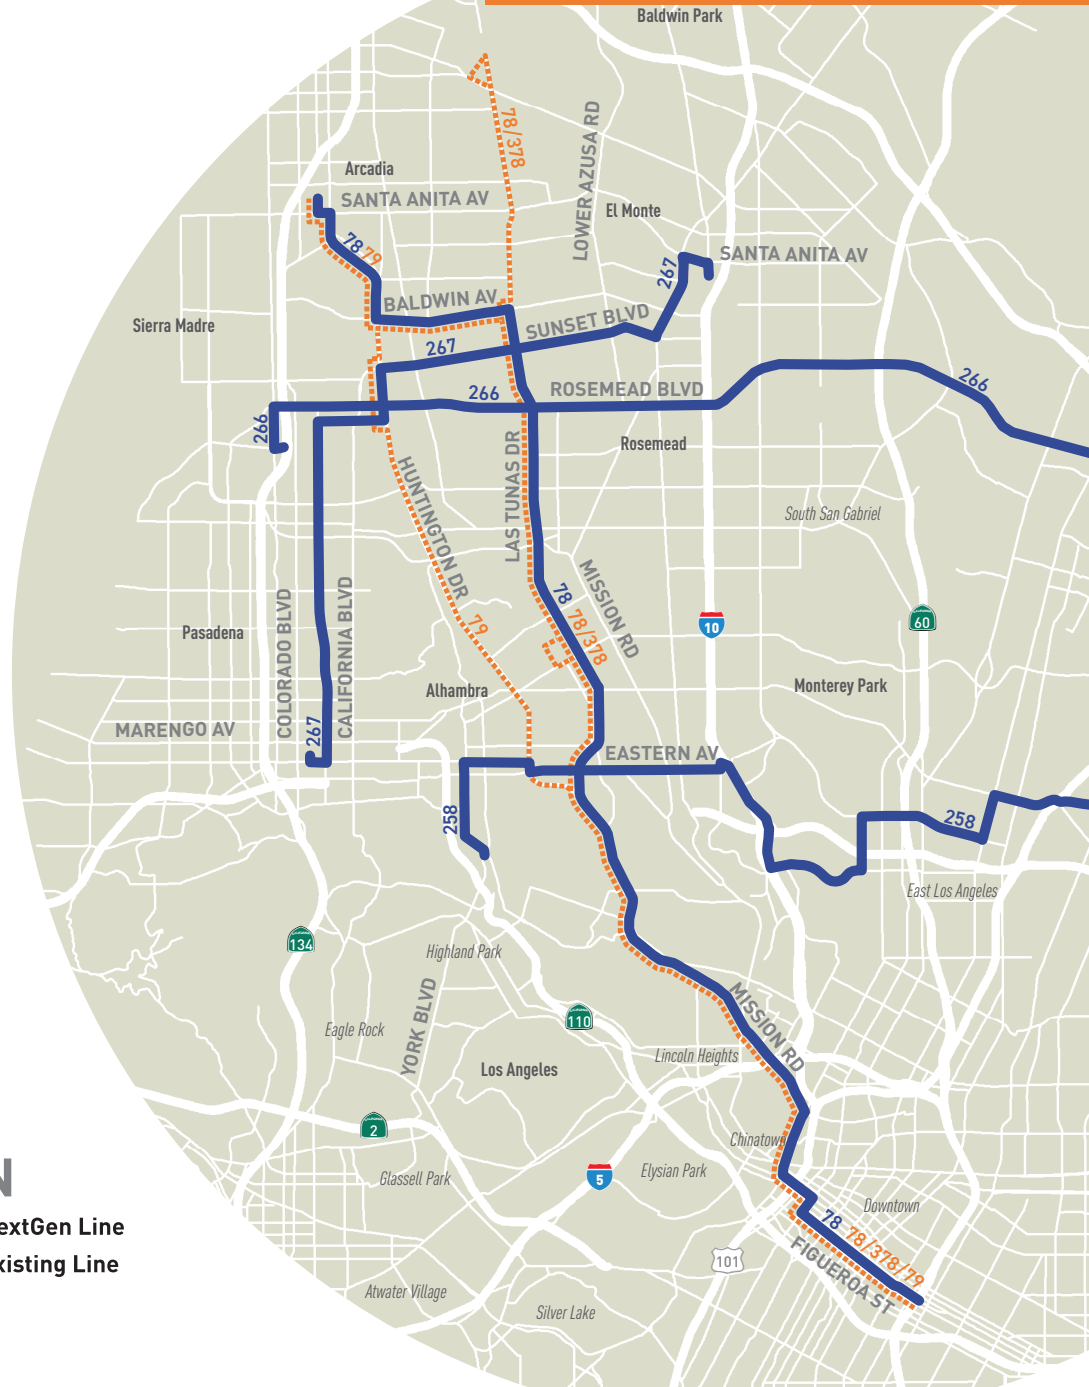 Baldwin Park
78/378
LOWER AZUSA RD
Arcadia
SANTA ANITA AV
El Monte
78
79
SANTA ANITA AV
267
BALDWIN AV
SUNSET BLVD
Sierra Madre
267
266
ROSEMEAD BLVD
266
266
Rosemead
LAS TUNAS DR
HUNTINGTON DR
South San Gabriel
MISSION RD
78
78/378
79
10
60
Pasadena
COLORADO BLVD
CALIFORNIA BLVD
Alhambra
Monterey Park
MARENGO AV
267
EASTERN AV
258
258
East Los Angeles
134
Highland Park
YORK BLVD
MISSION RD
110
Eagle Rock
Lincoln Heights
Los Angeles
2
Chinatown
N
5
Elysian Park
Glassell Park
Downtown
extGen Line
78
78/378/79
xisting Line
101
FIGUEROA ST
Atwater Village
Silver Lake